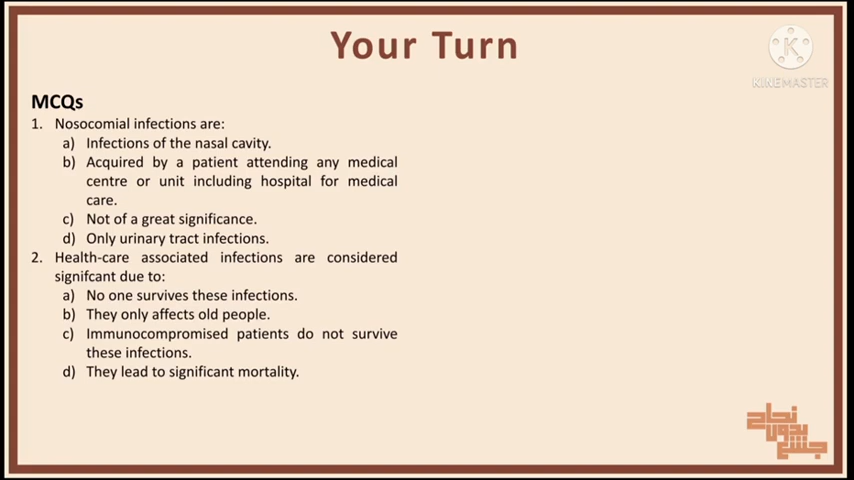 Your Turn
KINEMASTER
MCQs
1. Nosocomial infections are:
a) Infections of the nasal cavity.
b) Acquired by a patient attending any medical
centre or unit including hospital for medical
care.
c) Not of a great significance.
d) Only urinary tract infections.
2. Health-care associated infections are considered
signifcant due to:
a) No one survives these infections.
b) They only affects old people.
c) Immunocompromised patients do not survive
these infections.
d) They lead to significant mortality.
نجاح
بدون
جشع